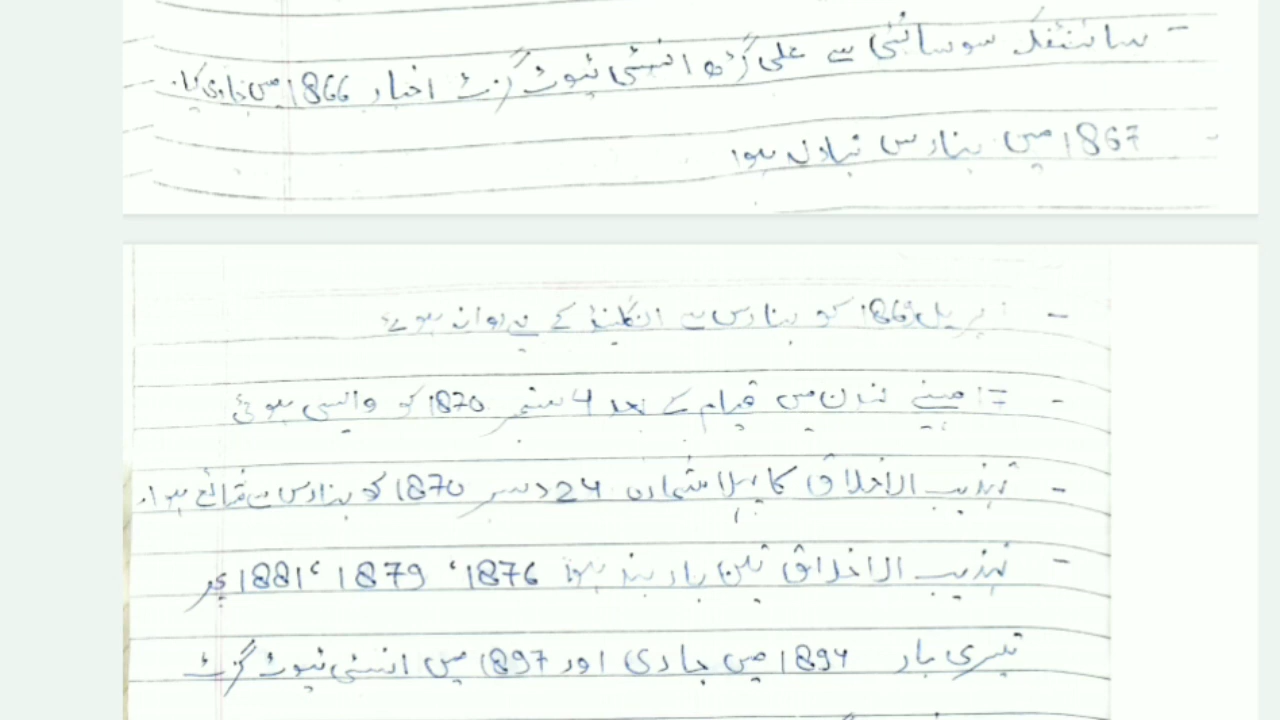 - سائنٹفک سوسائٹی سے علی گڑھ انسٹی ٹیوٹ گزٹ اخبار 1866 میں جاری کیا۔
1867 میں بنارس تبادلہ ہوا
- اپریل 1869 کو بنارس سے انگلینڈ کے لیے روانہ ہوئے
- 17 مہینے لندن میں قیام کے بعد 4 ستمبر 1870 کو واپسی ہوئی
- تہذیب الاخلاق کا پہلا شمارہ 24 دسمبر 1870 کو بنارس سے شائع ہوا۔
- تہذیب الاخلاق تین بار بند ہوا 1876، 1879، 1881 پھر
تیسری بار 1894 میں جاری اور 1897 میں انسٹی ٹیوٹ گزٹ